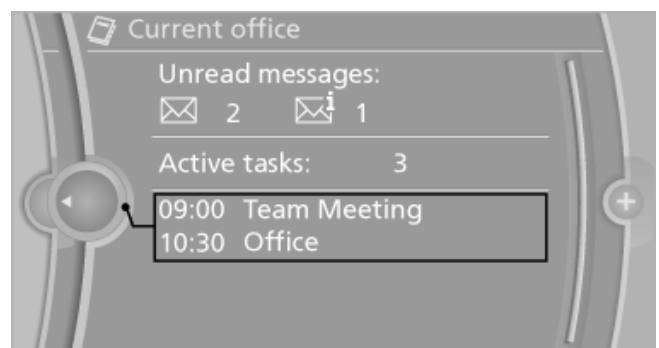 Current office
Unread messages:
2 i 1
Active tasks: 3
09:00 Team Meeting
10:30 Office